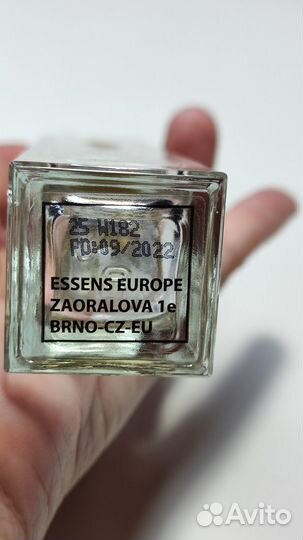 25 W182
PD:09/2022
ESSENS EUROPE
ZAORALOVA 1e
BRNO-CZ-EU
Avito